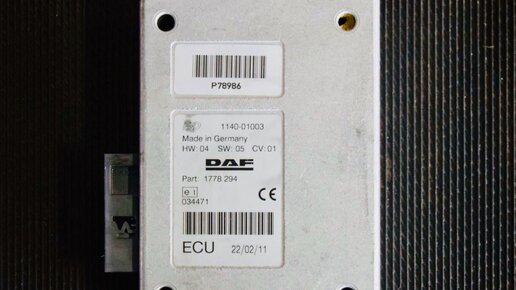 P78986
1140-01003
Made in Germany
HW: 04 SW: 05 CV: 01
DAF
Part: 1778 294
e1 CE
034471
ECU 22/02/11